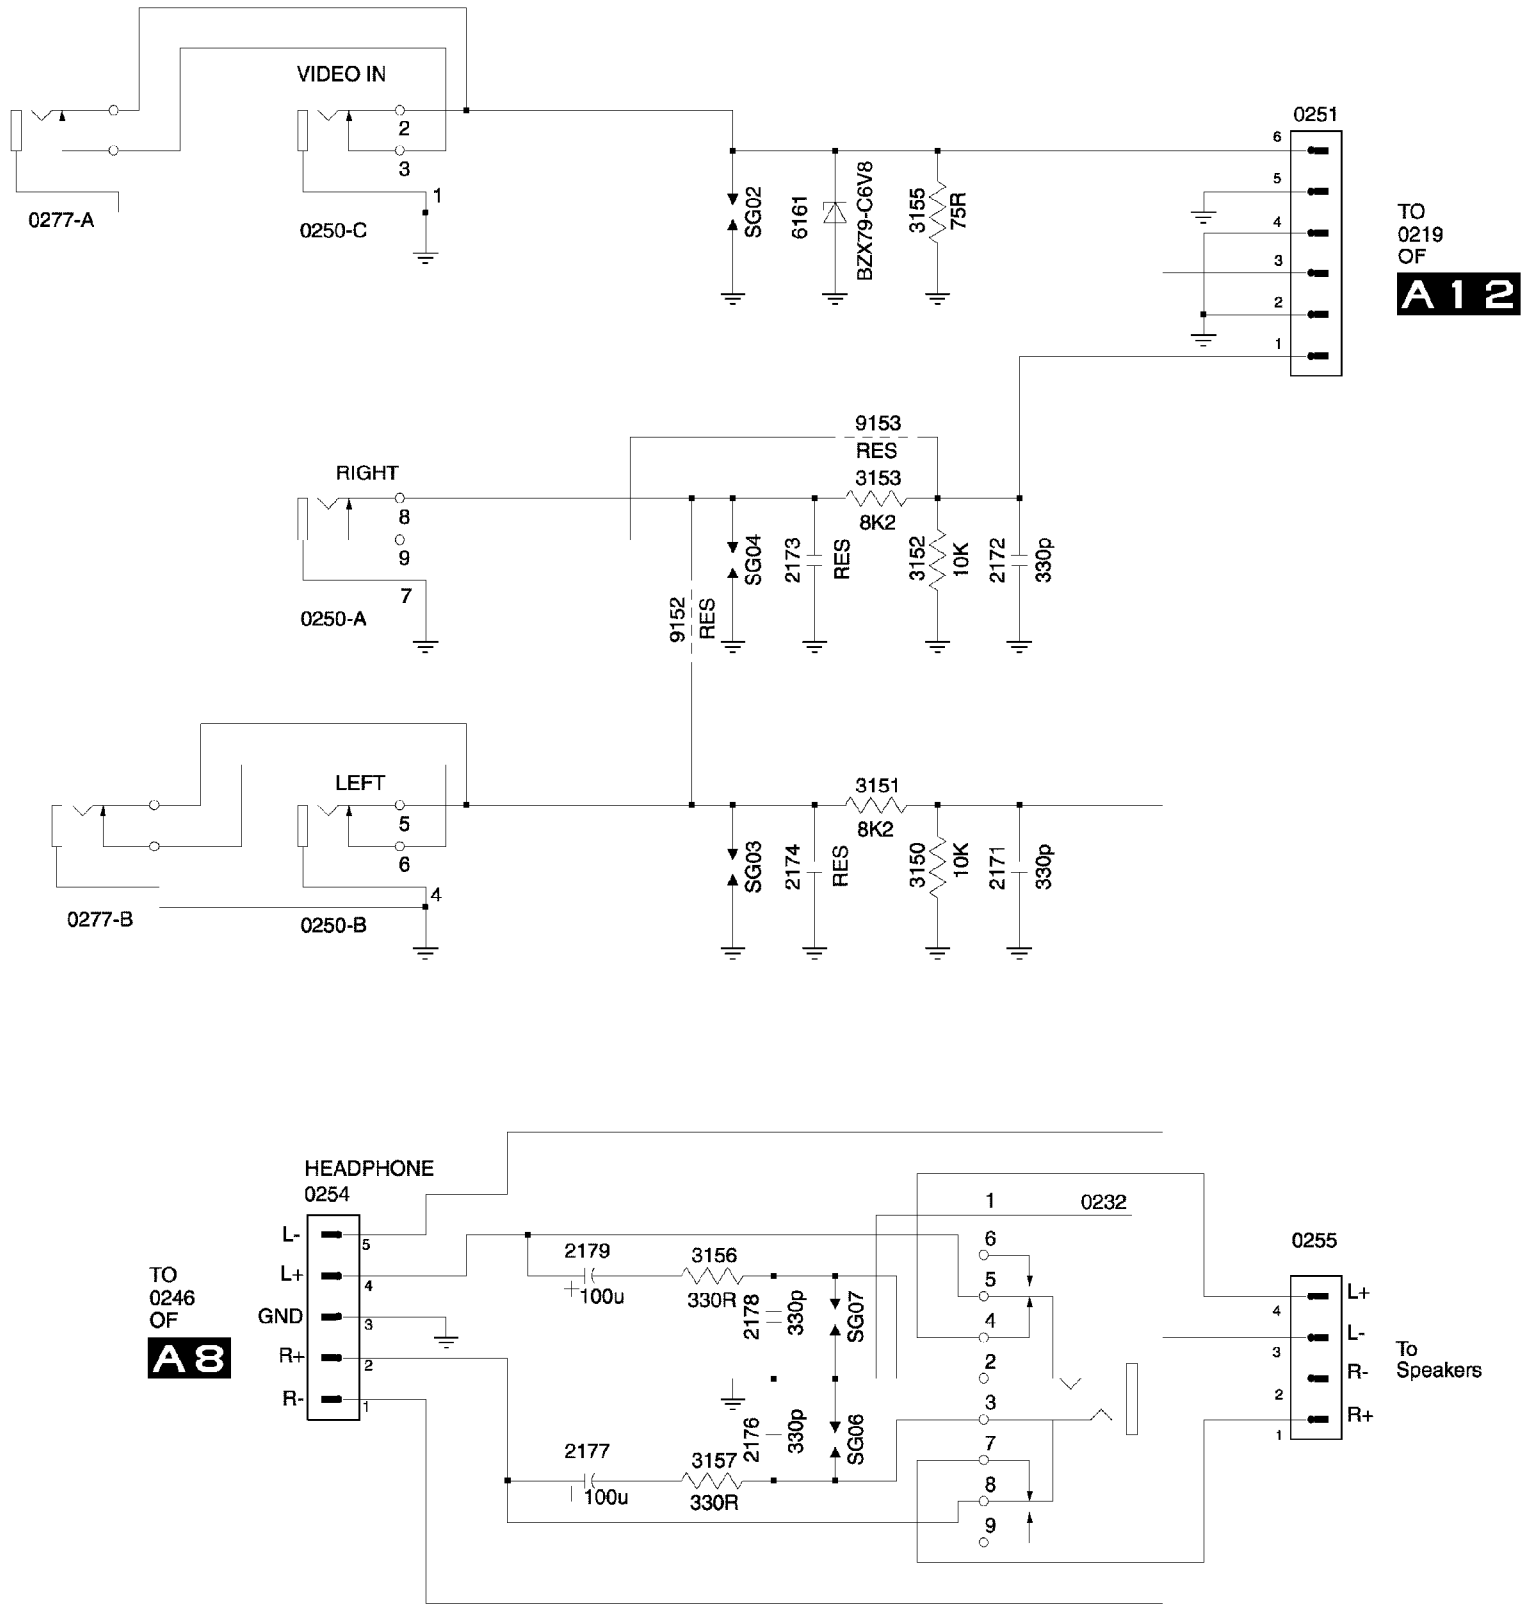 VIDEO IN
2
3
1
0277-A
0250-C
SG02
6161
BZX79-C6V8
3155
75R
0251
6
5
4
3
2
1
TO
0219
OF
A12
9153
RES
3153
8K2
RIGHT
8
9
7
0250-A
9152
RES
SG04
2173
RES
3152
10K
2172
330p
LEFT
5
6
4
0277-B
0250-B
3151
8K2
SG03
2174
RES
3150
10K
2171
330p
HEADPHONE
0254
L-
5
L+
4
GND
3
R+
2
R-
1
TO
0246
OF
A8
2179
+
100u
3156
330R
2178
330p
SG07
2176
330p
SG06
2177
100u
3157
330R
1
0232
6
5
4
2
3
7
8
9
0255
L+
4
L-
3
R-
2
R+
1
To
Speakers